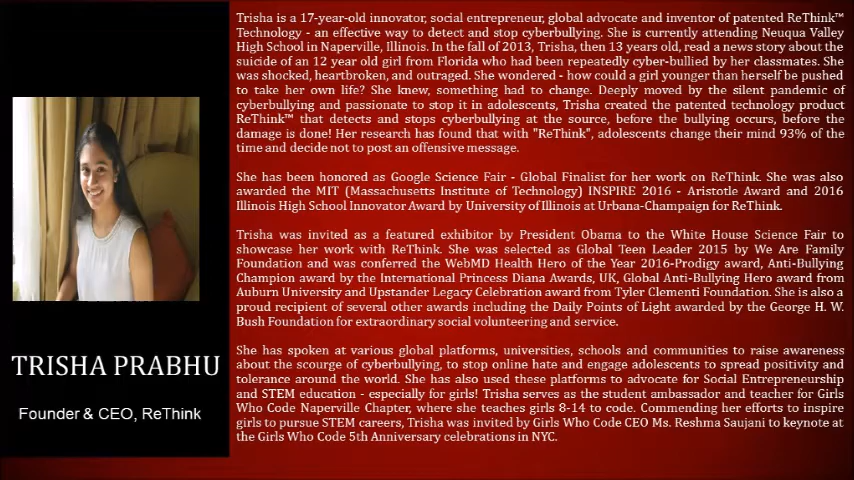 Trisha is a 17-year-old innovator, social entrepreneur, global advocate and inventor of patented ReThink™
Technology - an effective way to detect and stop cyberbullying. She is currently attending Neuqua Valley
High School in Naperville, Illinois. In the fall of 2013, Trisha, then 13 years old, read a news story about the
suicide of an 12 year old girl from Florida who had been repeatedly cyber-bullied by her classmates. She
was shocked, heartbroken, and outraged. She wondered - how could a girl younger than herself be pushed
to take her own life? She knew, something had to change. Deeply moved by the silent pandemic of
cyberbullying and passionate to stop it in adolescents, Trisha created the patented technology product
ReThink™ that detects and stops cyberbullying at the source, before the bullying occurs, before the
damage is done! Her research has found that with "ReThink", adolescents change their mind 93% of the
time and decide not to post an offensive message.
She has been honored as Google Science Fair - Global Finalist for her work on ReThink. She was also
awarded the MIT (Massachusetts Institute of Technology) INSPIRE 2016 - Aristotle Award and 2016
Illinois High School Innovator Award by University of Illinois at Urbana-Champaign for ReThink.
Trisha was invited as a featured exhibitor by President Obama to the White House Science Fair to
showcase her work with ReThink. She was selected as Global Teen Leader 2015 by We Are Family
Foundation and was conferred the WebMD Health Hero of the Year 2016-Prodigy award, Anti-Bullying
Champion award by the International Princess Diana Awards, UK, Global Anti-Bullying Hero award from
Auburn University and Upstander Legacy Celebration award from Tyler Clementi Foundation. She is also a
proud recipient of several other awards including the Daily Points of Light awarded by the George H. W.
Bush Foundation for extraordinary social volunteering and service.
She has spoken at various global platforms, universities, schools and communities to raise awareness
about the scourge of cyberbullying, to stop online hate and engage adolescents to spread positivity and
tolerance around the world. She has also used these platforms to advocate for Social Entrepreneurship
and STEM education - especially for girls! Trisha serves as the student ambassador and teacher for Girls
Who Code Naperville Chapter, where she teaches girls 8-14 to code. Commending her efforts to inspire
girls to pursue STEM careers, Trisha was invited by Girls Who Code CEO Ms. Reshma Saujani to keynote at
the Girls Who Code 5th Anniversary celebrations in NYC.
TRISHA PRABHU
Founder & CEO, ReThink